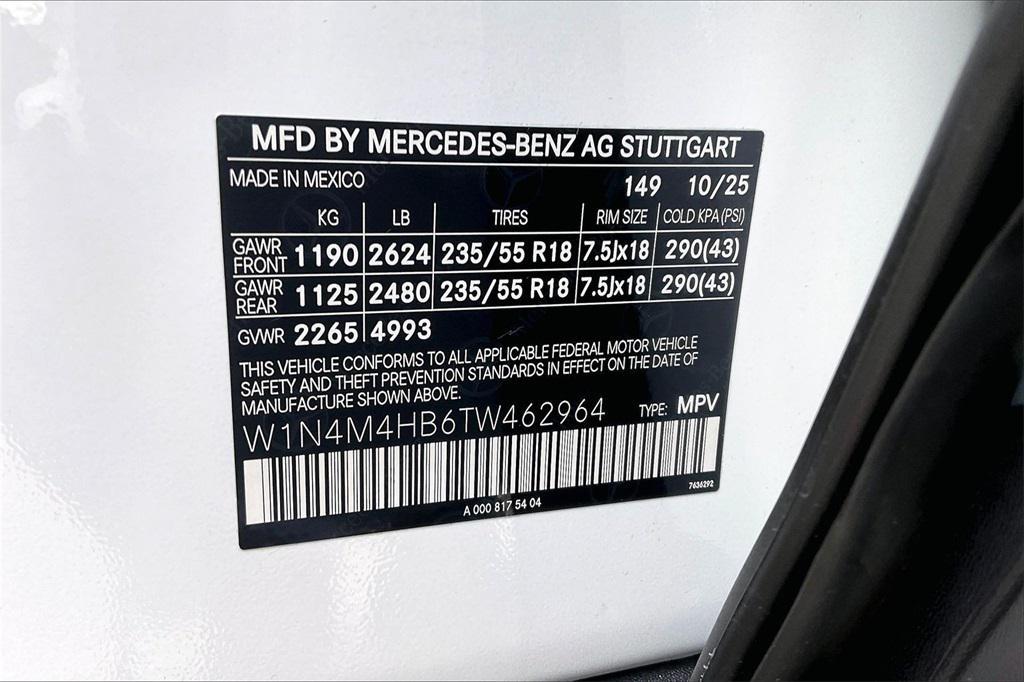 MFD BY MERCEDES-BENZ AG STUTTGART
MADE IN MEXICO 149 10/25
KG LB TIRES RIM SIZE COLD KPA (PSI)
GAWR FRONT 1190 2624 235/55 R18 7.5Jx18 290(43)
GAWR REAR 1125 2480 235/55 R18 7.5Jx18 290(43)
GVWR 2265 4993
THIS VEHICLE CONFORMS TO ALL APPLICABLE FEDERAL MOTOR VEHICLE
SAFETY AND THEFT PREVENTION STANDARDS IN EFFECT ON THE DATE OF
MANUFACTURE SHOWN ABOVE.
W1N4M4HB6TW462964 TYPE: MPV
7636292
A 000 817 54 04